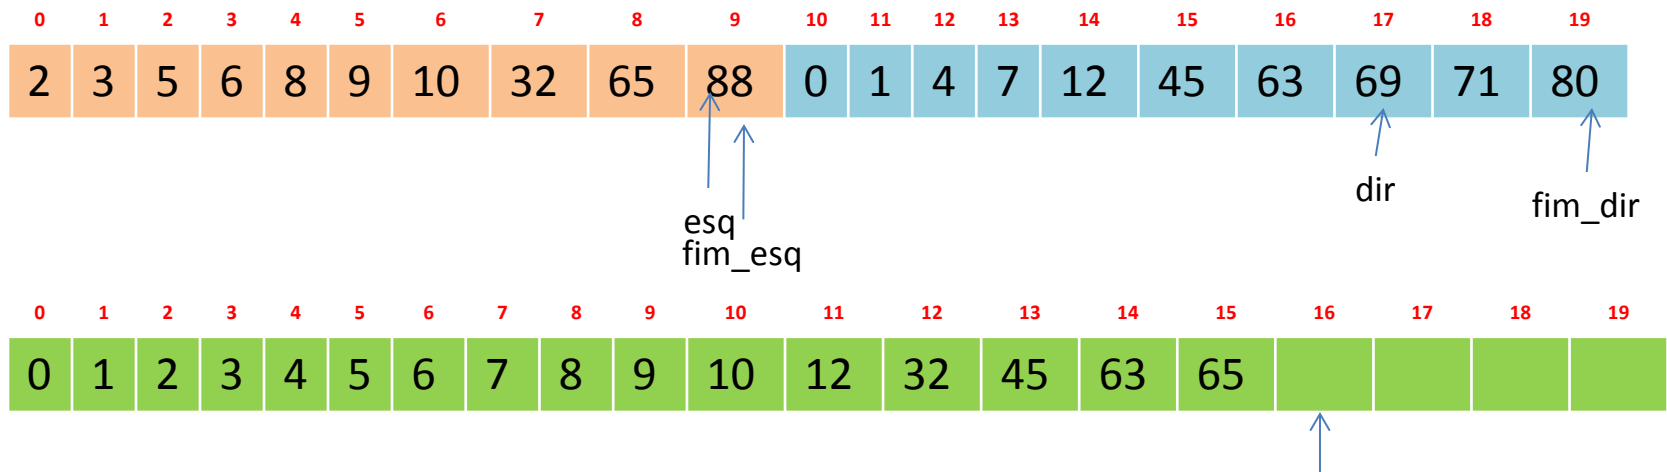 0 1 2 3 4 5 6 7 8 9 10 11 12 13 14 15 16 17 18 19
2 3 5 6 8 9 10 32 65 88 0 1 4 7 12 45 63 69 71 80
dir
fim_dir
esq
fim_esq
0 1 2 3 4 5 6 7 8 9 10 11 12 13 14 15 16 17 18 19
0 1 2 3 4 5 6 7 8 9 10 12 32 45 63 65